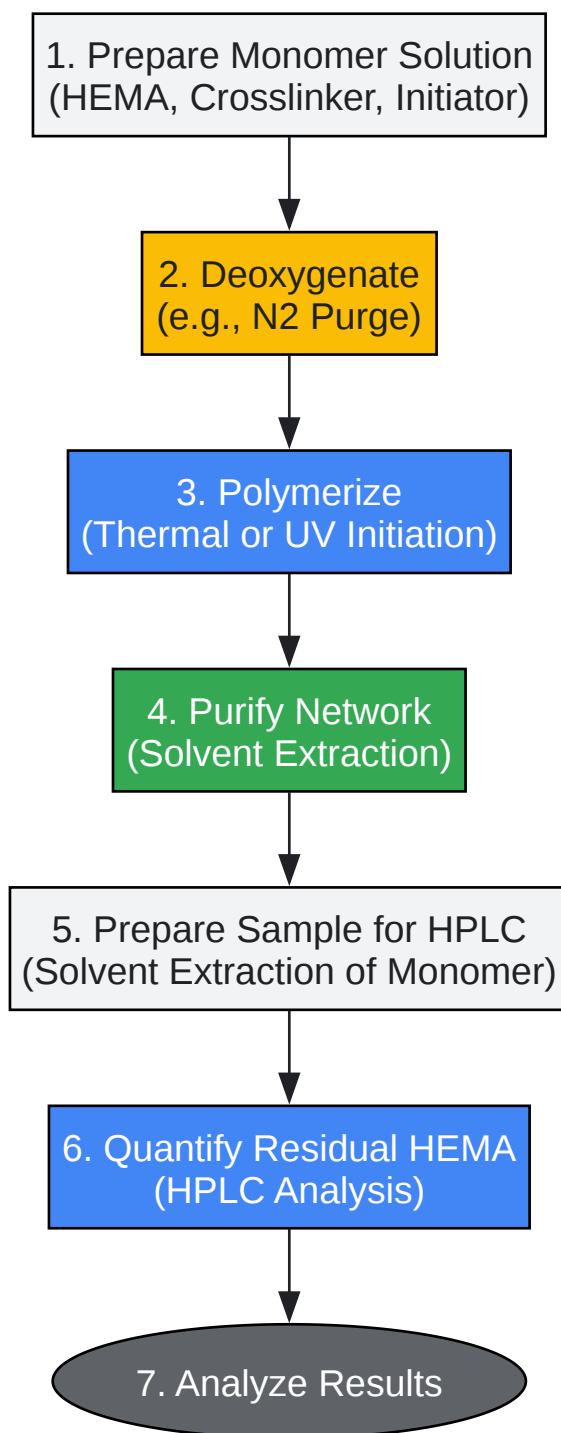 1. Prepare Monomer Solution
(HEMA, Crosslinker, Initiator)
2. Deoxygenate
(e.g., N2 Purge)
3. Polymerize
(Thermal or UV Initiation)
4. Purify Network
(Solvent Extraction)
5. Prepare Sample for HPLC
(Solvent Extraction of Monomer)
6. Quantify Residual HEMA
(HPLC Analysis)
7. Analyze Results